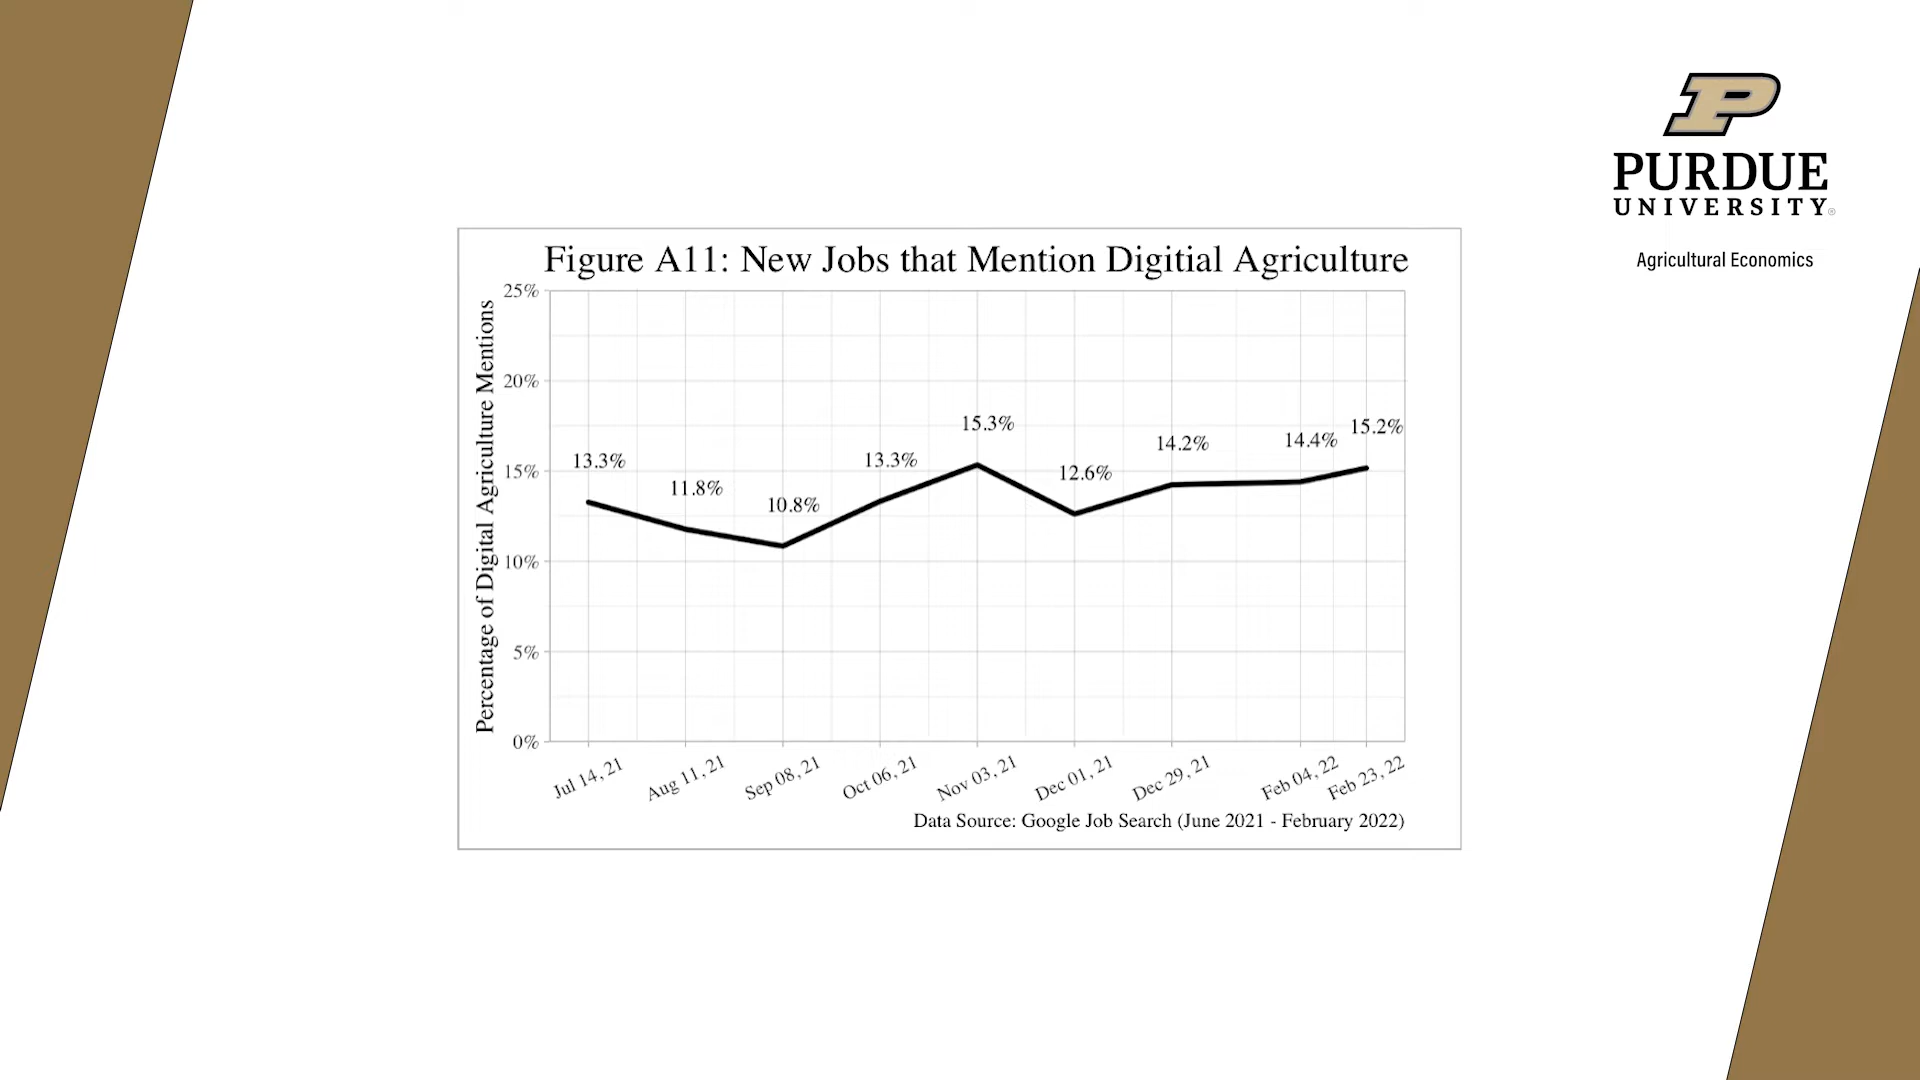 PURDUE
UNIVERSITY®
Agricultural Economics
Figure A11: New Jobs that Mention Digitial Agriculture
Percentage of Digital Agriculture Mentions
25%
20%
15%
10%
5%
0%
13.3%
11.8%
10.8%
13.3%
15.3%
12.6%
14.2%
14.4%
15.2%
Jul 14, 21
Aug 11, 21
Sep 08, 21
Oct 06, 21
Nov 03, 21
Dec 01, 21
Dec 29, 21
Feb 04, 22
Feb 23, 22
Data Source: Google Job Search (June 2021 - February 2022)